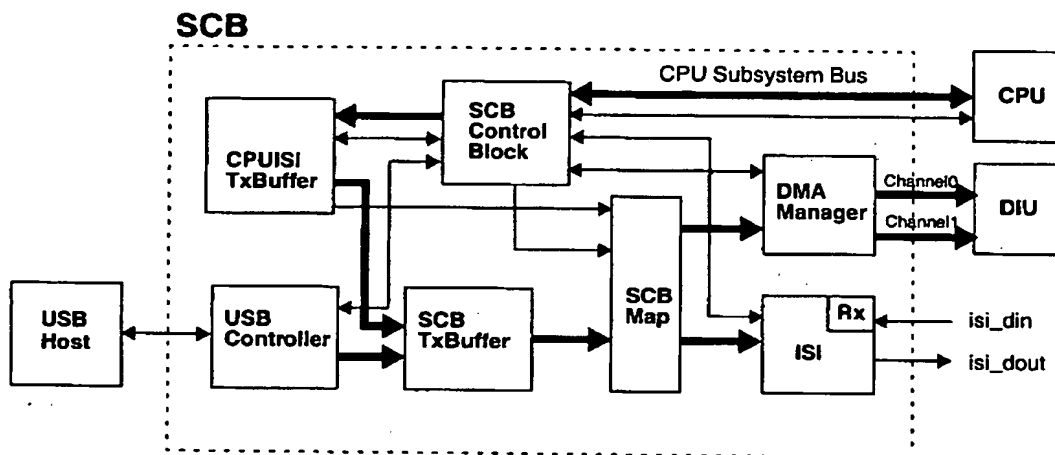 SCB
CPU Subsystem Bus
CPU
SCB
Control
Block
CPUISI
TxBuffer
DMA
Manager
Channel0
Channel1
DIU
SCB
Map
USB
Host
USB
Controller
SCB
TxBuffer
Rx
ISI
isi_din
isi_dout